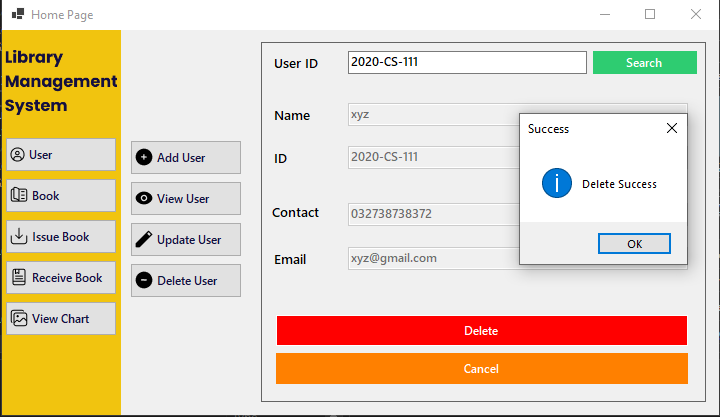 Home Page
Library
Management
System
User
Book
Issue Book
Receive Book
View Chart
Add User
View User
Update User
Delete User
User ID 2020-CS-111 Search
Name xyz
ID 2020-CS-111
Contact 032738738372
Email xyz@gmail.com
Delete
Cancel
Success
Delete Success
OK